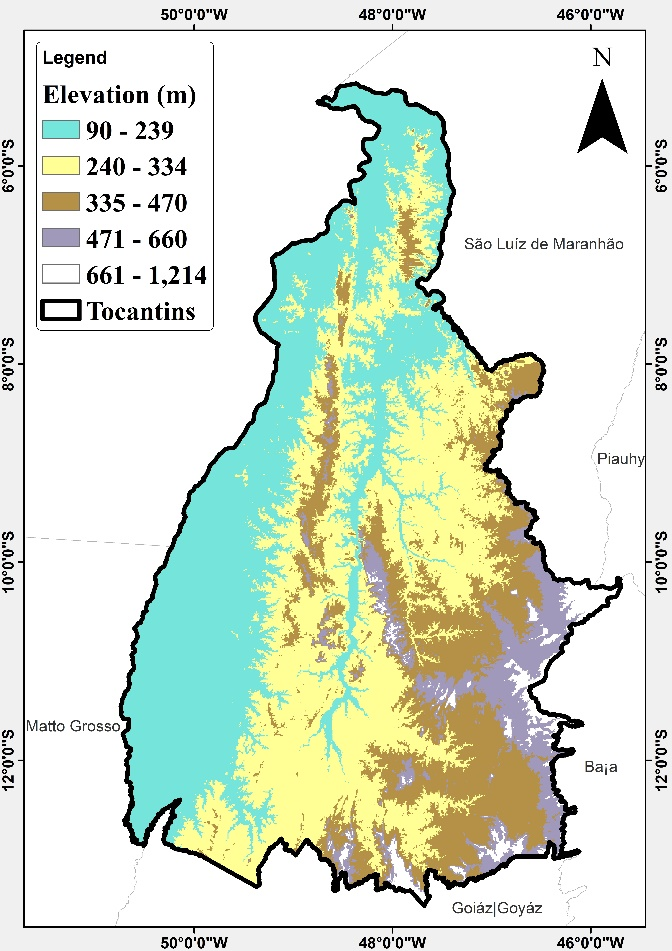 50°0'0"W 48°0'0"W 46°0'0"W
Legend
Elevation (m)
90 - 239
240 - 334
335 - 470
471 - 660
661 - 1,214
Tocantins
N
6°0'0"S
6°0'0"S
São Luíz de Maranhão
8°0'0"S
8°0'0"S
Piauhy
10°0'0"S
10°0'0"S
Matto Grosso
12°0'0"S
12°0'0"S
Ba¡a
Goiáz|Goyáz
50°0'0"W 48°0'0"W 46°0'0"W